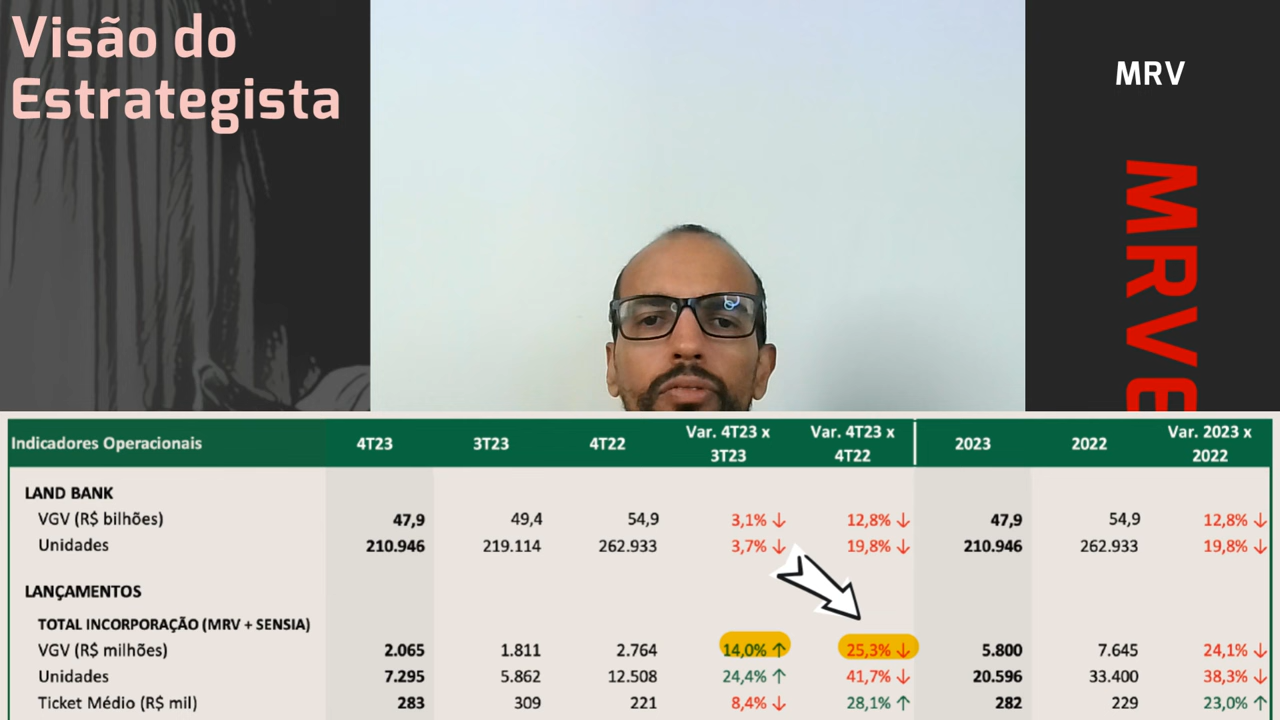 Visão do
Estrategista
MRV
MRVE
Indicadores Operacionais 4T23 3T23 4T22 Var. 4T23 x 3T23 Var. 4T23 x 4T22 2023 2022 Var. 2023 x 2022
LAND BANK
VGV (R$ bilhões) 47,9 49,4 54,9 3,1% ↓ 12,8% ↓ 47,9 54,9 12,8% ↓
Unidades 210.946 219.114 262.933 3,7% ↓ 19,8% ↓ 210.946 262.933 19,8% ↓
LANÇAMENTOS
TOTAL INCORPORAÇÃO (MRV + SENSIA)
VGV (R$ milhões) 2.065 1.811 2.764 14,0% ↑ 25,3% ↓ 5.800 7.645 24,1% ↓
Unidades 7.295 5.862 12.508 24,4% ↑ 41,7% ↓ 20.596 33.400 38,3% ↓
Ticket Médio (R$ mil) 283 309 221 8,4% ↓ 28,1% ↑ 282 229 23,0% ↑